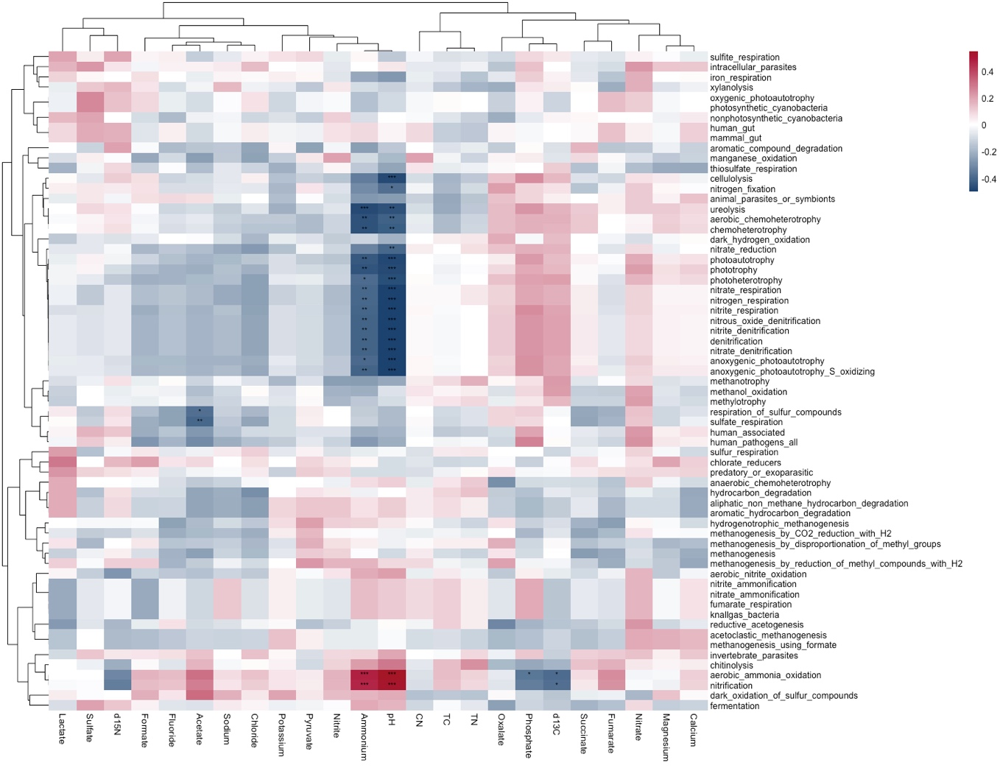 sulfite_respiration
intracellular_parasites
iron_respiration
xylanolysis
oxygenic_photoautotrophy
photosynthetic_cyanobacteria
nonphotosynthetic_cyanobacteria
human_gut
mammal_gut
aromatic_compound_degradation
manganese_oxidation
thiosulfate_respiration
cellulolysis
nitrogen_fixation
animal_parasites_or_symbionts
ureolysis
aerobic_chemoheterotrophy
chemoheterotrophy
dark_hydrogen_oxidation
nitrate_reduction
photoautotrophy
phototrophy
photoheterotrophy
nitrate_respiration
nitrogen_respiration
nitrite_respiration
nitrous_oxide_denitrification
nitrite_denitrification
denitrification
nitrate_denitrification
anoxygenic_photoautotrophy
anoxygenic_photoautotrophy_S_oxidizing
methanotrophy
methanol_oxidation
methylotrophy
respiration_of_sulfur_compounds
sulfate_respiration
human_associated
human_pathogens_all
sulfur_respiration
chlorate_reducers
predatory_or_exoparasitic
anaerobic_chemoheterotrophy
hydrocarbon_degradation
aliphatic_non_methane_hydrocarbon_degradation
aromatic_hydrocarbon_degradation
hydrogenotrophic_methanogenesis
methanogenesis_by_CO2_reduction_with_H2
methanogenesis_by_disproportionation_of_methyl_groups
methanogenesis
methanogenesis_by_reduction_of_methyl_compounds_with_H2
aerobic_nitrite_oxidation
nitrite_ammonification
nitrate_ammonification
fumarate_respiration
knallgas_bacteria
reductive_acetogenesis
acetoclastic_methanogenesis
methanogenesis_using_formate
invertebrate_parasites
chitinolysis
aerobic_ammonia_oxidation
nitrification
dark_oxidation_of_sulfur_compounds
fermentation
Lactate
Sulfate
d15N
Formate
Fluoride
Acetate
Sodium
Chloride
Potassium
Pyruvate
Nitrite
Ammonium
pH
CN
TC
TN
Oxalate
Phosphate
d13C
Succinate
Fumarate
Nitrate
Magnesium
Calcium
0.4
0.2
0
-0.2
-0.4